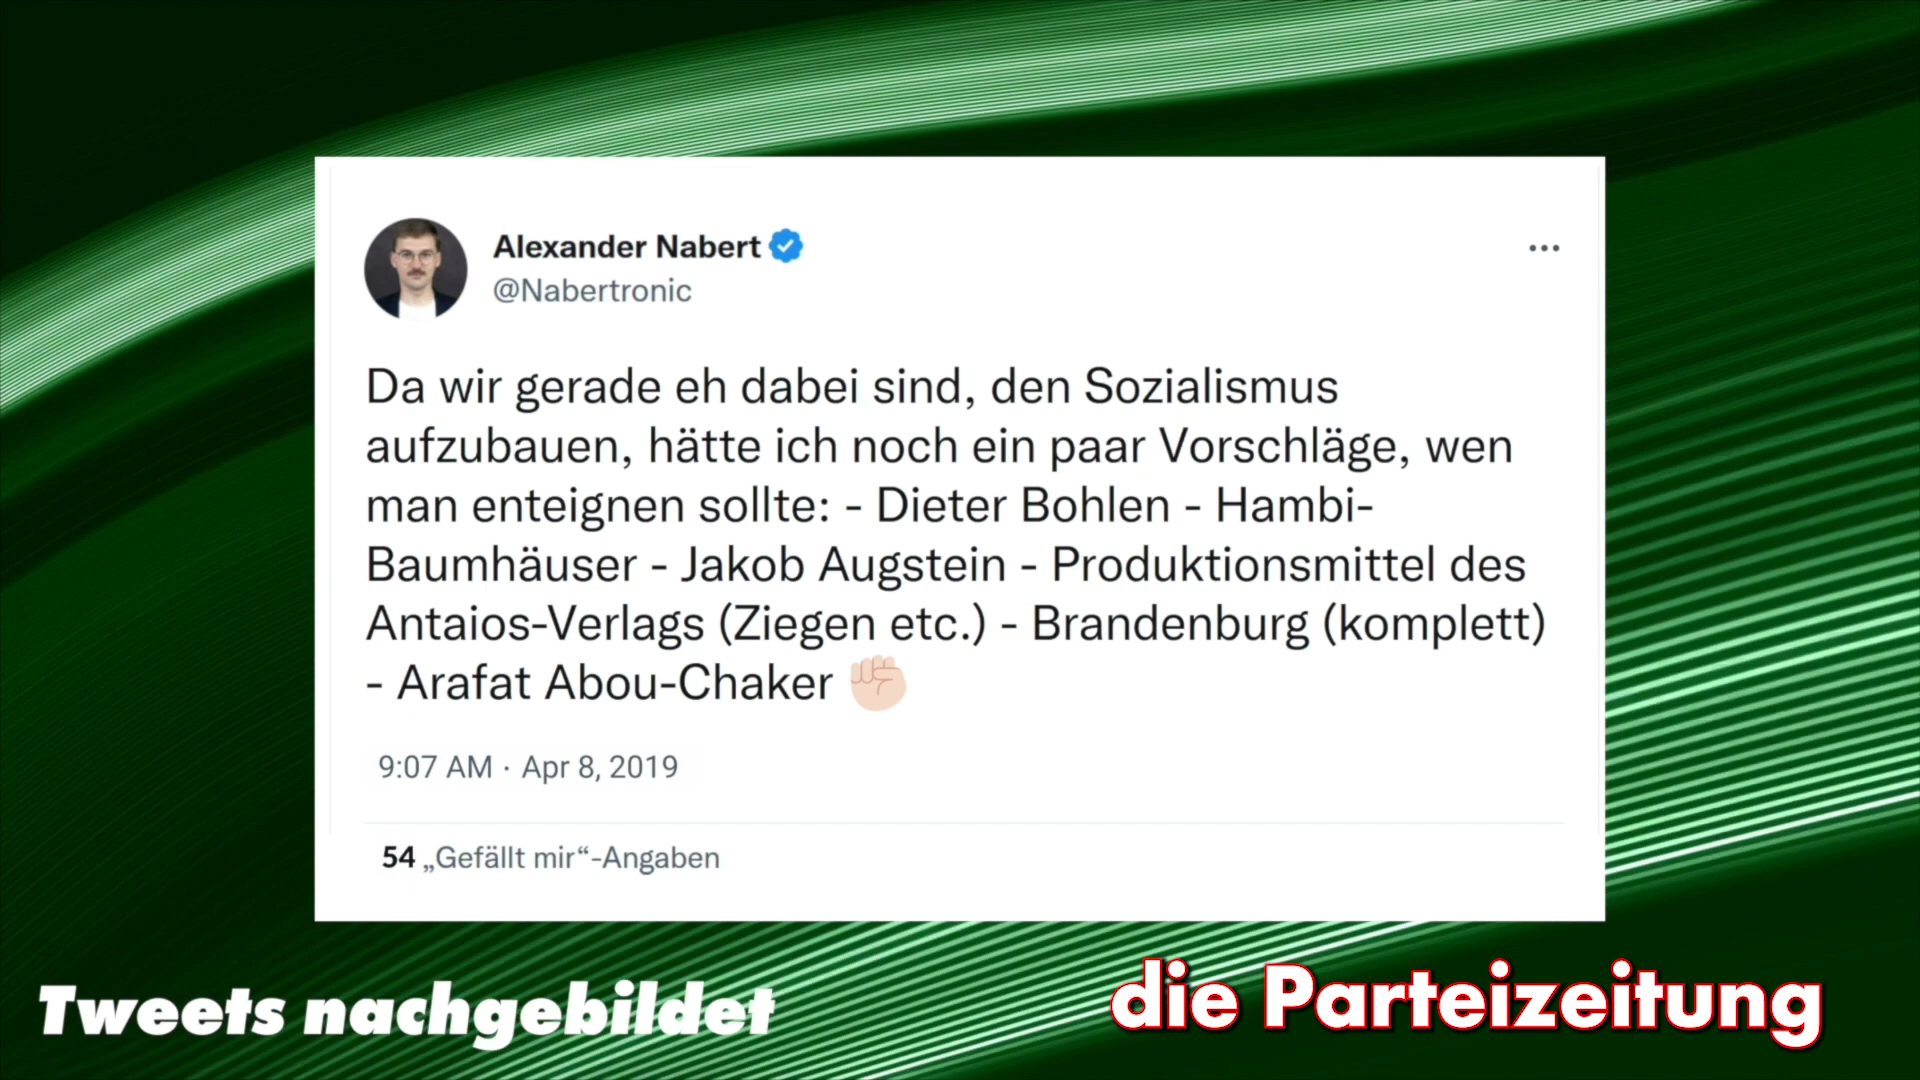 Alexander Nabert
@Nabertronic
Da wir gerade eh dabei sind, den Sozialismus
aufzubauen, hätte ich noch ein paar Vorschläge, wen
man enteignen sollte: - Dieter Bohlen - Hambi-
Baumhäuser - Jakob Augstein - Produktionsmittel des
Antaios-Verlags (Ziegen etc.) - Brandenburg (komplett)
- Arafat Abou-Chaker ✊🏻
9:07 AM · Apr 8, 2019
54 „Gefällt mir“-Angaben
Tweets nachgebildet
die Parteizeitung